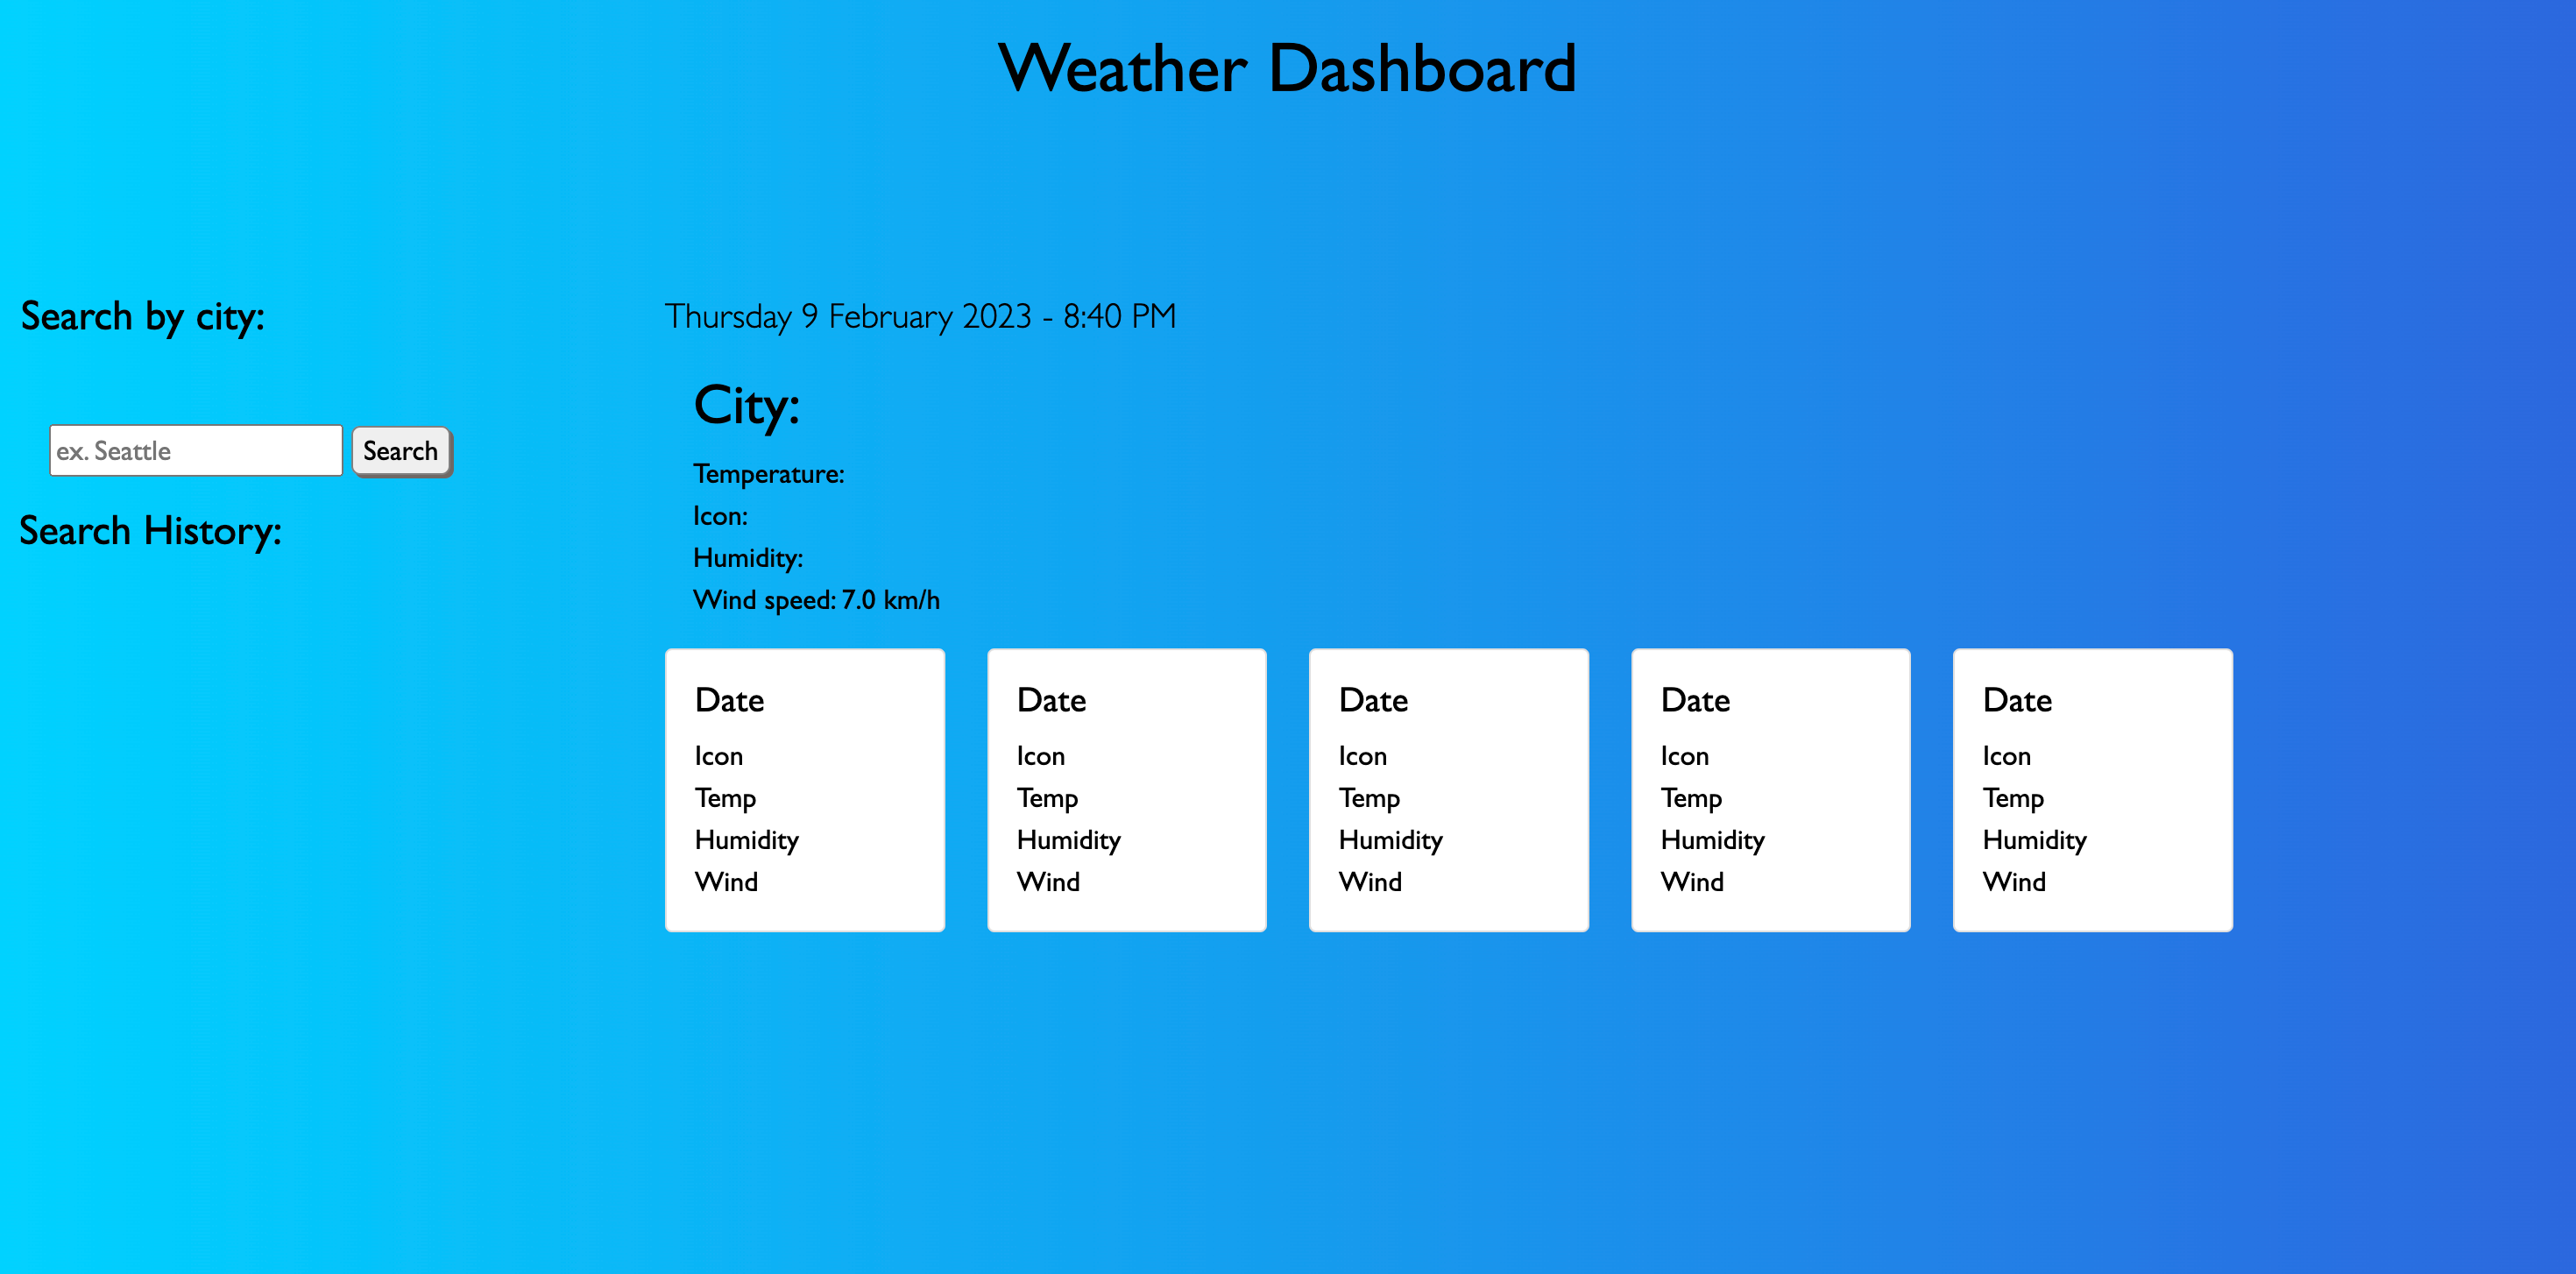 Weather Dashboard
Search by city:
ex. Seattle
Search
Search History:
Thursday 9 February 2023 - 8:40 PM
City:
Temperature:
Icon:
Humidity:
Wind speed: 7.0 km/h
Date
Icon
Temp
Humidity
Wind
Date
Icon
Temp
Humidity
Wind
Date
Icon
Temp
Humidity
Wind
Date
Icon
Temp
Humidity
Wind
Date
Icon
Temp
Humidity
Wind